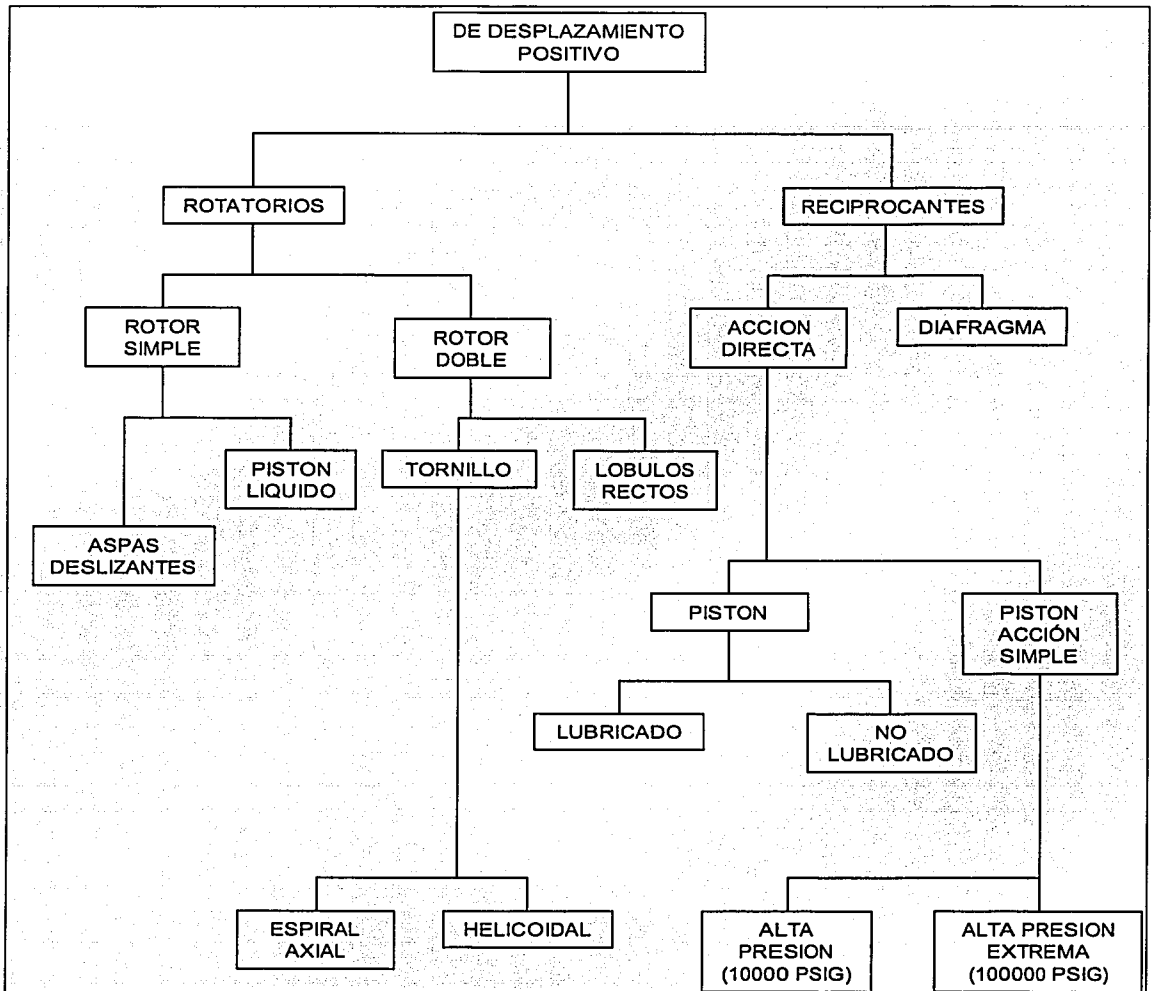 DE DESPLAZAMIENTO
POSITIVO
ROTATORIOS
RECIPROCANTES
ROTOR
SIMPLE
ROTOR
DOBLE
ACCION
DIRECTA
DIAFRAGMA
PISTON
LIQUIDO
TORNILLO
LOBULOS
RECTOS
ASPAS
DESLIZANTES
PISTON
PISTON
ACCIÓN
SIMPLE
LUBRICADO
NO
LUBRICADO
ESPIRAL
AXIAL
HELICOIDAL
ALTA
PRESION
(10000 PSIG)
ALTA PRESION
EXTREMA
(100000 PSIG)